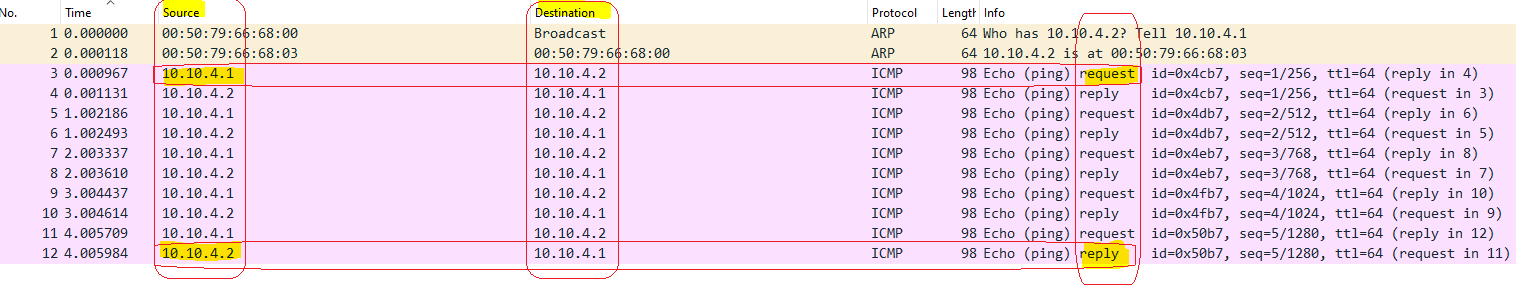 No. Time Source Destination Protocol Length Info
1 0.000000 00:50:79:66:68:00 Broadcast ARP 64 Who has 10.10.4.2? Tell 10.10.4.1
2 0.000118 00:50:79:66:68:03 00:50:79:66:68:00 ARP 64 10.10.4.2 is at 00:50:79:66:68:03
3 0.000967 10.10.4.1 10.10.4.2 ICMP 98 Echo (ping) request id=0x4cb7, seq=1/256, ttl=64 (reply in 4)
4 0.001131 10.10.4.2 10.10.4.1 ICMP 98 Echo (ping) reply id=0x4cb7, seq=1/256, ttl=64 (request in 3)
5 1.002186 10.10.4.1 10.10.4.2 ICMP 98 Echo (ping) request id=0x4db7, seq=2/512, ttl=64 (reply in 6)
6 1.002493 10.10.4.2 10.10.4.1 ICMP 98 Echo (ping) reply id=0x4db7, seq=2/512, ttl=64 (request in 5)
7 2.003337 10.10.4.1 10.10.4.2 ICMP 98 Echo (ping) request id=0x4eb7, seq=3/768, ttl=64 (reply in 8)
8 2.003610 10.10.4.2 10.10.4.1 ICMP 98 Echo (ping) reply id=0x4eb7, seq=3/768, ttl=64 (request in 7)
9 3.004437 10.10.4.1 10.10.4.2 ICMP 98 Echo (ping) request id=0x4fb7, seq=4/1024, ttl=64 (reply in 10)
10 3.004614 10.10.4.2 10.10.4.1 ICMP 98 Echo (ping) reply id=0x4fb7, seq=4/1024, ttl=64 (request in 9)
11 4.005709 10.10.4.1 10.10.4.2 ICMP 98 Echo (ping) request id=0x50b7, seq=5/1280, ttl=64 (reply in 12)
12 4.005984 10.10.4.2 10.10.4.1 ICMP 98 Echo (ping) reply id=0x50b7, seq=5/1280, ttl=64 (request in 11)